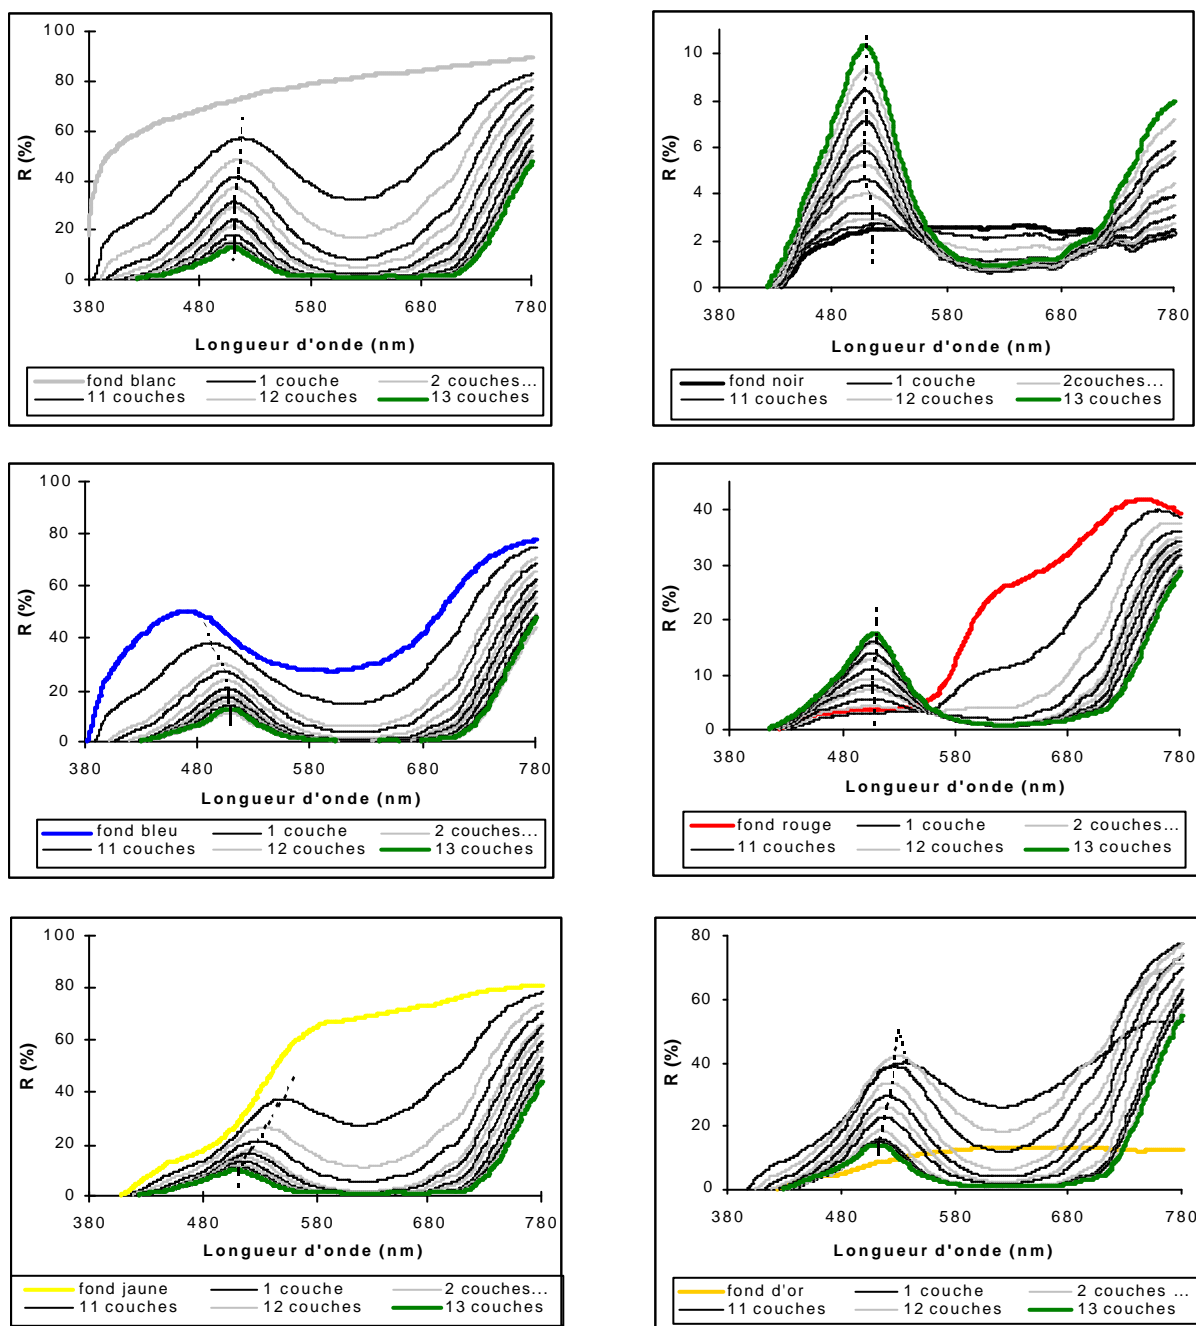 100
80
60
40
20
0
R (%)
380 480 580 680 780
Longueur d'onde (nm)
fond blanc 1 couche 2 couches...
11 couches 12 couches 13 couches
10
8
6
4
2
0
R (%)
380 480 580 680 780
Longueur d'onde (nm)
fond noir 1 couche 2couches...
11 couches 12 couches 13 couches
100
80
60
40
20
0
R (%)
380 480 580 680 780
Longueur d'onde (nm)
fond bleu 1 couche 2 couches...
11 couches 12 couches 13 couches
40
30
20
10
0
R (%)
380 480 580 680 780
Longueur d'onde (nm)
fond rouge 1 couche 2 couches...
11 couches 12 couches 13 couches
100
80
60
40
20
0
R (%)
380 480 580 680 780
Longueur d'onde (nm)
fond jaune 1 couche 2 couches...
11 couches 12 couches 13 couches
80
60
40
20
0
R (%)
380 480 580 680 780
Longueur d'onde (nm)
fond d'or 1 couche 2 couches ...
11 couches 12 couches 13 couches